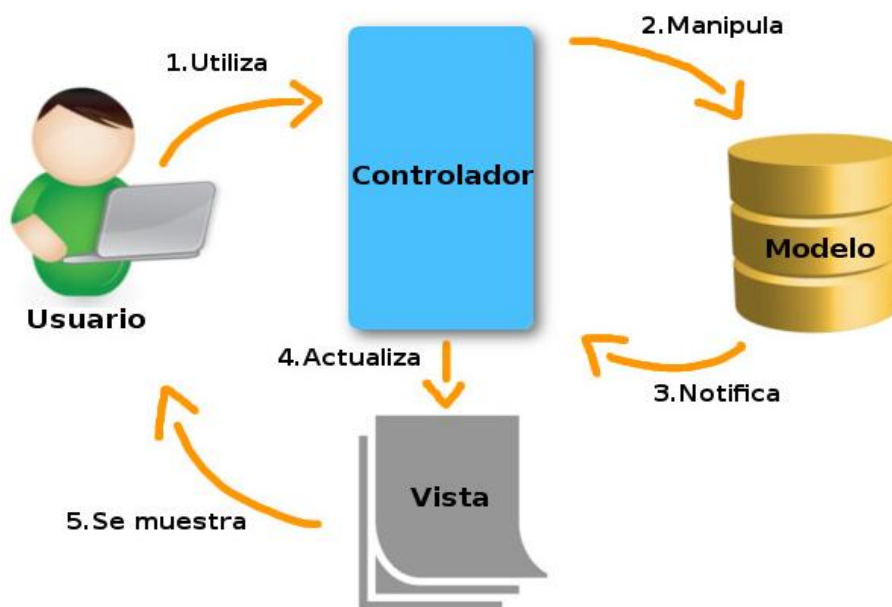 1.Utiliza
2.Manipula
Controlador
Modelo
Usuario
4.Actualiza
3.Notifica
Vista
5.Se muestra